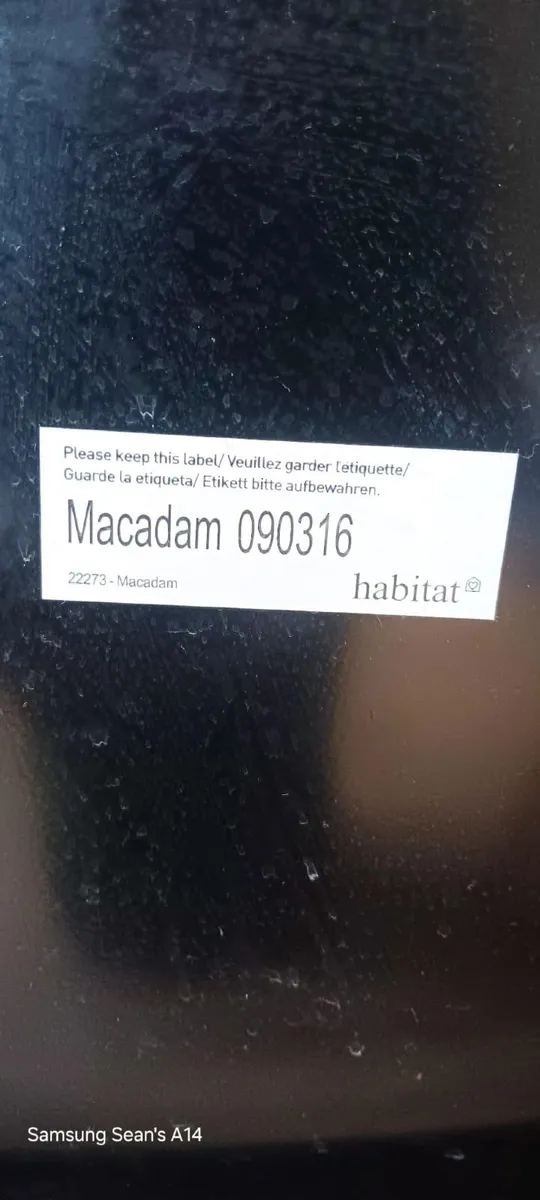 Please keep this label/ Veuillez garder l'etiquette/
Guarde la etiqueta/ Etikett bitte aufbewahren.
Macadam 090316
22273 - Macadam
habitat
Samsung Sean's A14